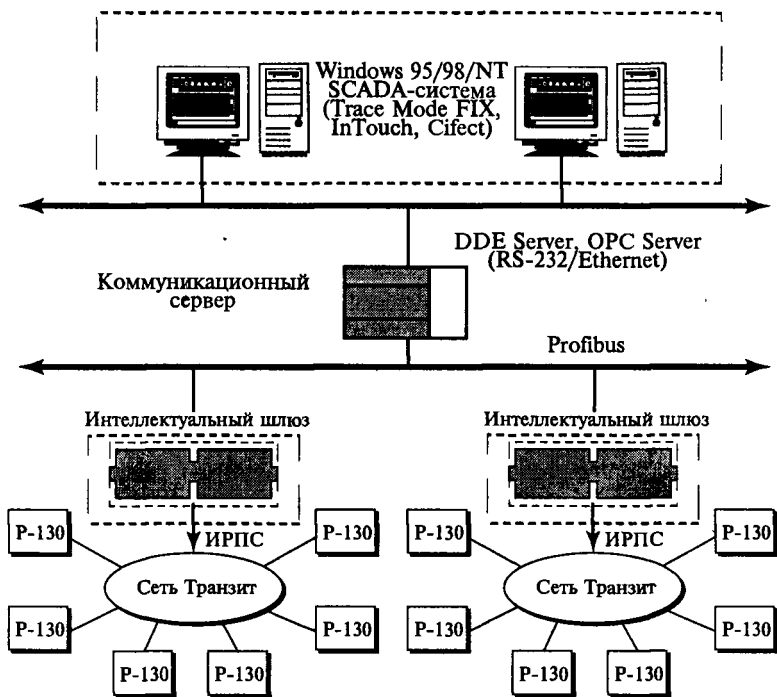 Windows 95/98/NT
SCADA-система
(Trace Mode FIX,
InTouch, Cifect)
DDE Server, OPC Server
(RS-232/Ethernet)
Коммуникационный
сервер
Profibus
Интеллектуальный шлюз
Интеллектуальный шлюз
ИРПС
ИРПС
Р-130
Р-130
Р-130
Р-130
Сеть Транзит
Сеть Транзит
Р-130
Р-130
Р-130
Р-130
Р-130
Р-130
Р-130
Р-130